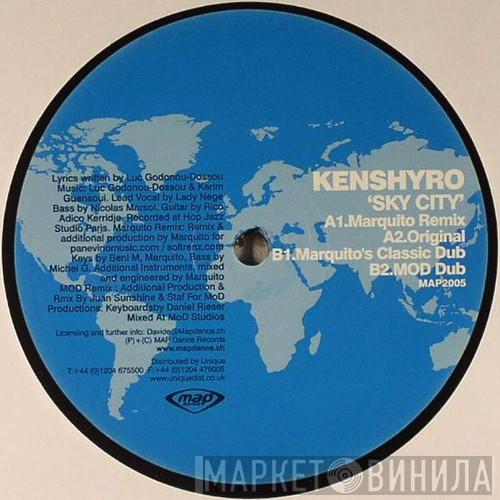 KENSHYRO
'SKY CITY'
A1.Marquito Remix
A2.Original
B1.Marquito's Classic Dub
B2.MOD Dub
MAP2005
Lyrics written by Luc Godonou-Dossou
Music: Luc Godonou-Dossou & Karim
Guenaoui. Lead Vocal by Lady Nege
Bass by Nicolas Marsol. Guitar by Rico
Adico Kerridje. Recorded at Hop Jazz
Studio Paris. Marquito Remix: Remix &
additional production by Marquito for
panevinomusic.com / soltrenz.com
Keys by Beni M, Marquito, Bass by
Michel G. Additional Instruments, mixed
and engineered by Marquito
MOD Remix : Additional Production &
Rmx By Juan Sunshine & Staf For MoD
Productions. Keyboardsby Daniel Rieser
Mixed At MoD Studios
Licensing and further info: Davide@Mapdance.ch
(P)+(C) MAP Dance Records
www.mapdance.ch
Distributed by Unique
T:+44 (0)1204 675500 F: +44 (0)1204 479005
www.uniquedist.co.uk
map
МАРКЕТ ВИНИЛА